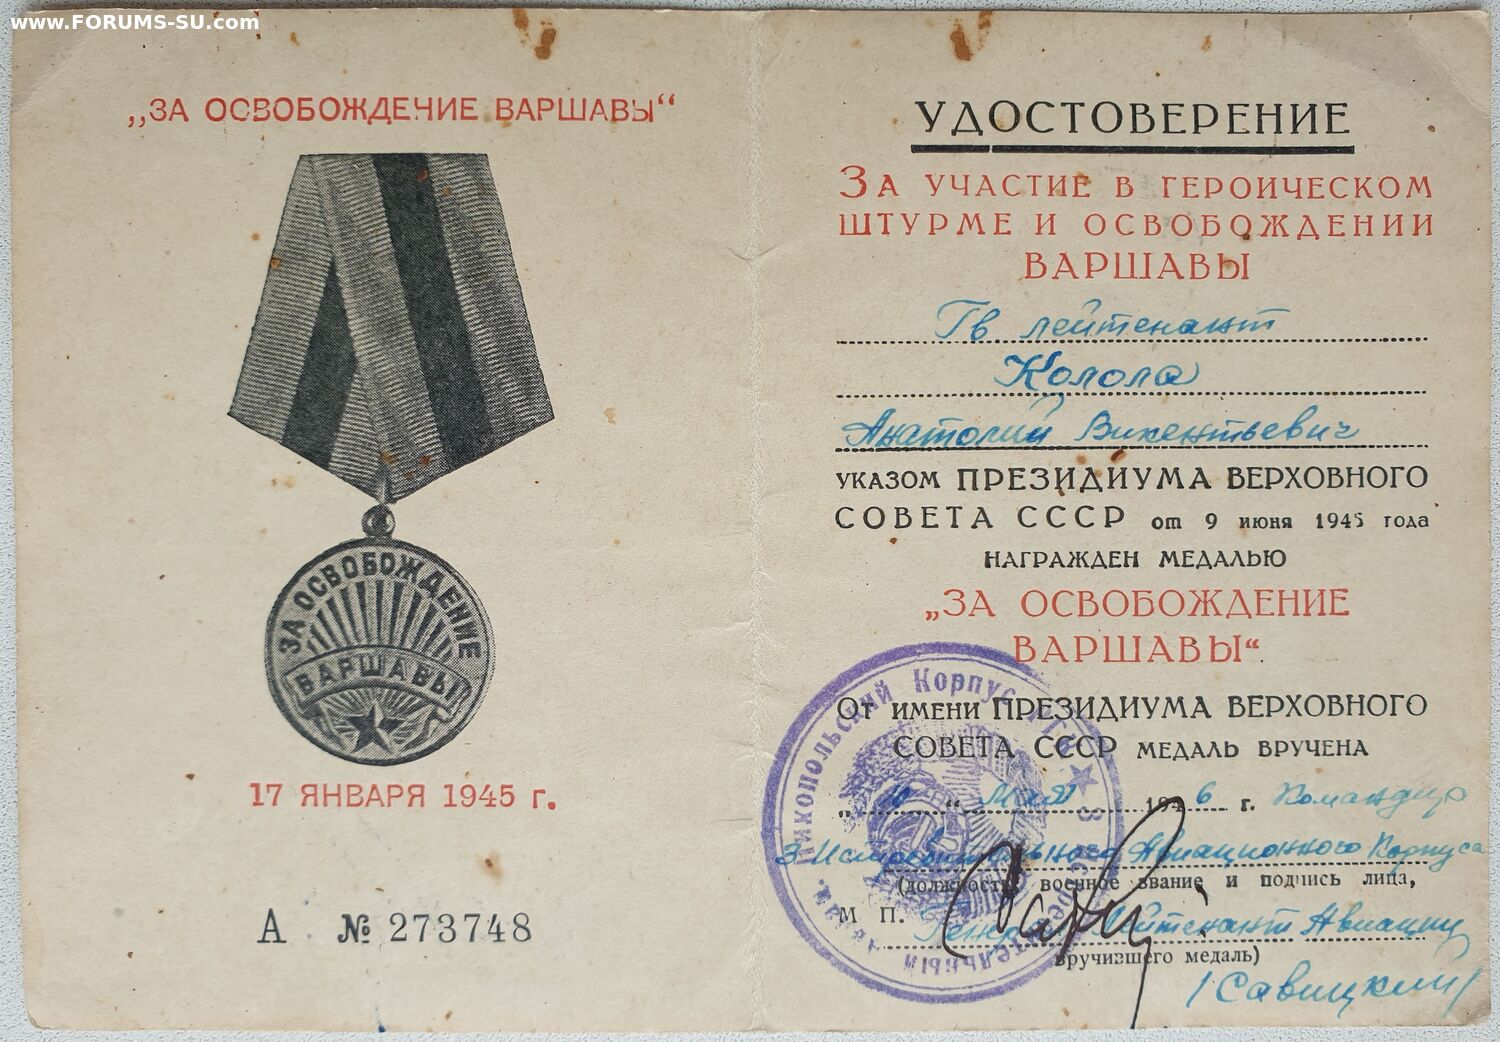 www.FORUMS-SU.com
„ЗА ОСВОБОЖДЕНИЕ ВАРШАВЫ“
ЗА ОСВОБОЖДЕНИЕ
ВАРШАВЫ
17 ЯНВАРЯ 1945 г.
А № 273748
УДОСТОВЕРЕНИЕ
ЗА УЧАСТИЕ В ГЕРОИЧЕСКОМ
ШТУРМЕ И ОСВОБОЖДЕНИИ
ВАРШАВЫ
Гв лейтенант
Колола
Анатолий Викентьевич
УКАЗОМ ПРЕЗИДИУМА ВЕРХОВНОГО
СОВЕТА СССР от 9 июня 1945 года
НАГРАЖДЕН МЕДАЛЬЮ
„ЗА ОСВОБОЖДЕНИЕ
ВАРШАВЫ“
От имени ПРЕЗИДИУМА ВЕРХОВНОГО
СОВЕТА СССР МЕДАЛЬ ВРУЧЕНА
„10“ Мая 1946 г. Командир
3 Истребительного Авиационного Корпуса
(должность, военное звание и подпись лица,
М П. Генерал Лейтенант Авиации
вручившего медаль)
/Савицкий/
Никопольский Корпус